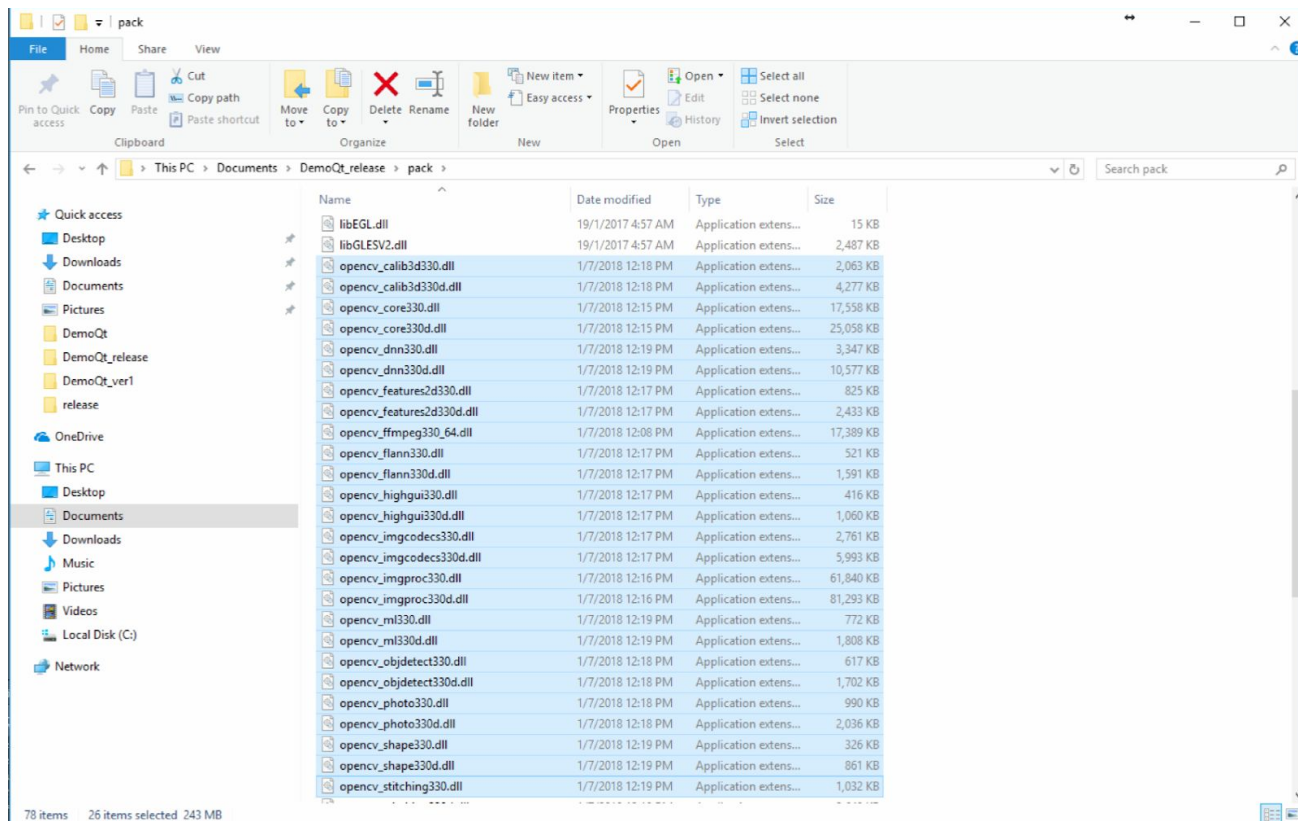 pack
File Home Share View
Pin to Quick access
Copy
Paste
Cut
Copy path
Paste shortcut
Move to
Copy to
Delete
Rename
New folder
New item
Easy access
Properties
Open
Edit
History
Select all
Select none
Invert selection
Clipboard Organize New Open Select
This PC > Documents > DemoQt_release > pack >
Search pack
Quick access
Desktop
Downloads
Documents
Pictures
DemoQt
DemoQt_release
DemoQt_ver1
release
OneDrive
This PC
Desktop
Documents
Downloads
Music
Pictures
Videos
Local Disk (C:)
Network
Name Date modified Type Size
libEGL.dll 19/1/2017 4:57 AM Application extens... 15 KB
libGLESV2.dll 19/1/2017 4:57 AM Application extens... 2,487 KB
opencv_calib3d330.dll 1/7/2018 12:18 PM Application extens... 2,063 KB
opencv_calib3d330d.dll 1/7/2018 12:18 PM Application extens... 4,277 KB
opencv_core330.dll 1/7/2018 12:15 PM Application extens... 17,558 KB
opencv_core330d.dll 1/7/2018 12:15 PM Application extens... 25,058 KB
opencv_dnn330.dll 1/7/2018 12:19 PM Application extens... 3,347 KB
opencv_dnn330d.dll 1/7/2018 12:19 PM Application extens... 10,577 KB
opencv_features2d330.dll 1/7/2018 12:17 PM Application extens... 825 KB
opencv_features2d330d.dll 1/7/2018 12:17 PM Application extens... 2,433 KB
opencv_ffmpeg330_64.dll 1/7/2018 12:08 PM Application extens... 17,389 KB
opencv_flann330.dll 1/7/2018 12:17 PM Application extens... 521 KB
opencv_flann330d.dll 1/7/2018 12:17 PM Application extens... 1,591 KB
opencv_highgui330.dll 1/7/2018 12:17 PM Application extens... 416 KB
opencv_highgui330d.dll 1/7/2018 12:17 PM Application extens... 1,060 KB
opencv_imgcodecs330.dll 1/7/2018 12:17 PM Application extens... 2,761 KB
opencv_imgcodecs330d.dll 1/7/2018 12:17 PM Application extens... 5,993 KB
opencv_imgproc330.dll 1/7/2018 12:16 PM Application extens... 61,840 KB
opencv_imgproc330d.dll 1/7/2018 12:16 PM Application extens... 81,293 KB
opencv_ml330.dll 1/7/2018 12:19 PM Application extens... 772 KB
opencv_ml330d.dll 1/7/2018 12:19 PM Application extens... 1,808 KB
opencv_objdetect330.dll 1/7/2018 12:18 PM Application extens... 617 KB
opencv_objdetect330d.dll 1/7/2018 12:18 PM Application extens... 1,702 KB
opencv_photo330.dll 1/7/2018 12:18 PM Application extens... 990 KB
opencv_photo330d.dll 1/7/2018 12:18 PM Application extens... 2,036 KB
opencv_shape330.dll 1/7/2018 12:19 PM Application extens... 326 KB
opencv_shape330d.dll 1/7/2018 12:19 PM Application extens... 861 KB
opencv_stitching330.dll 1/7/2018 12:19 PM Application extens... 1,032 KB
78 items 26 items selected 243 MB